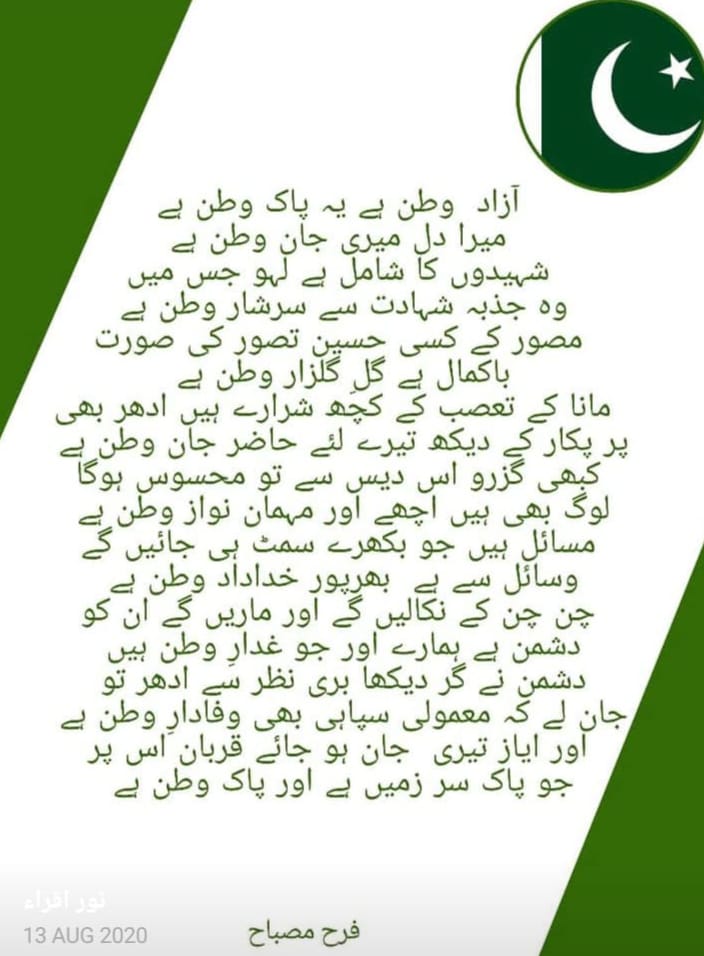 آزاد وطن ہے یہ پاک وطن ہے
میرا دل میری جان وطن ہے
شہیدوں کا شامل ہے لہو جس میں
وہ جذبہ شہادت سے سرشار وطن ہے
مصور کے کسی حسین تصور کی صورت
باکمال ہے گلِ گلزار وطن ہے
مانا کے تعصب کے کچھ شرارے ہیں ادھر بھی
پر پکار کے دیکھ تیرے لئے حاضر جان وطن ہے
کبھی گزرو اس دیس سے تو محسوس ہوگا
لوگ بھی ہیں اچھے اور مہمان نواز وطن ہے
مسائل ہیں جو بکھرے سمٹ ہی جائیں گے
وسائل سے ہے بھرپور خداداد وطن ہے
چن چن کے نکالیں گے اور ماریں گے ان کو
دشمن ہے ہمارے اور جو غدارِ وطن ہیں
دشمن نے گر دیکھا بری نظر سے ادھر تو
جان لے کہ معمولی سپاہی بھی وفادارِ وطن ہے
اور ایاز تیری جان ہو جائے قربان اس پر
جو پاک سر زمیں ہے اور پاک وطن ہے
نور اقراء
13 AUG 2020
فرح مصباح